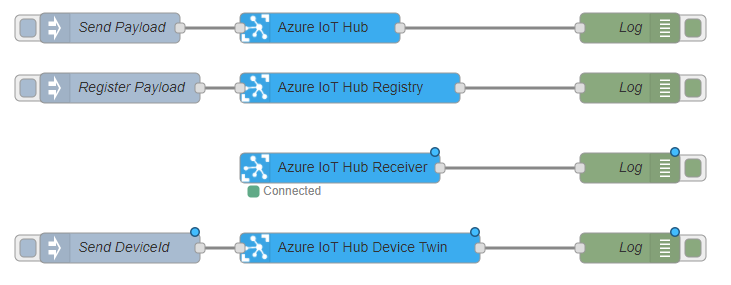 Send Payload Azure IoT Hub Log
Register Payload Azure IoT Hub Registry Log
Azure IoT Hub Receiver Log
Connected
Send DeviceId Azure IoT Hub Device Twin Log